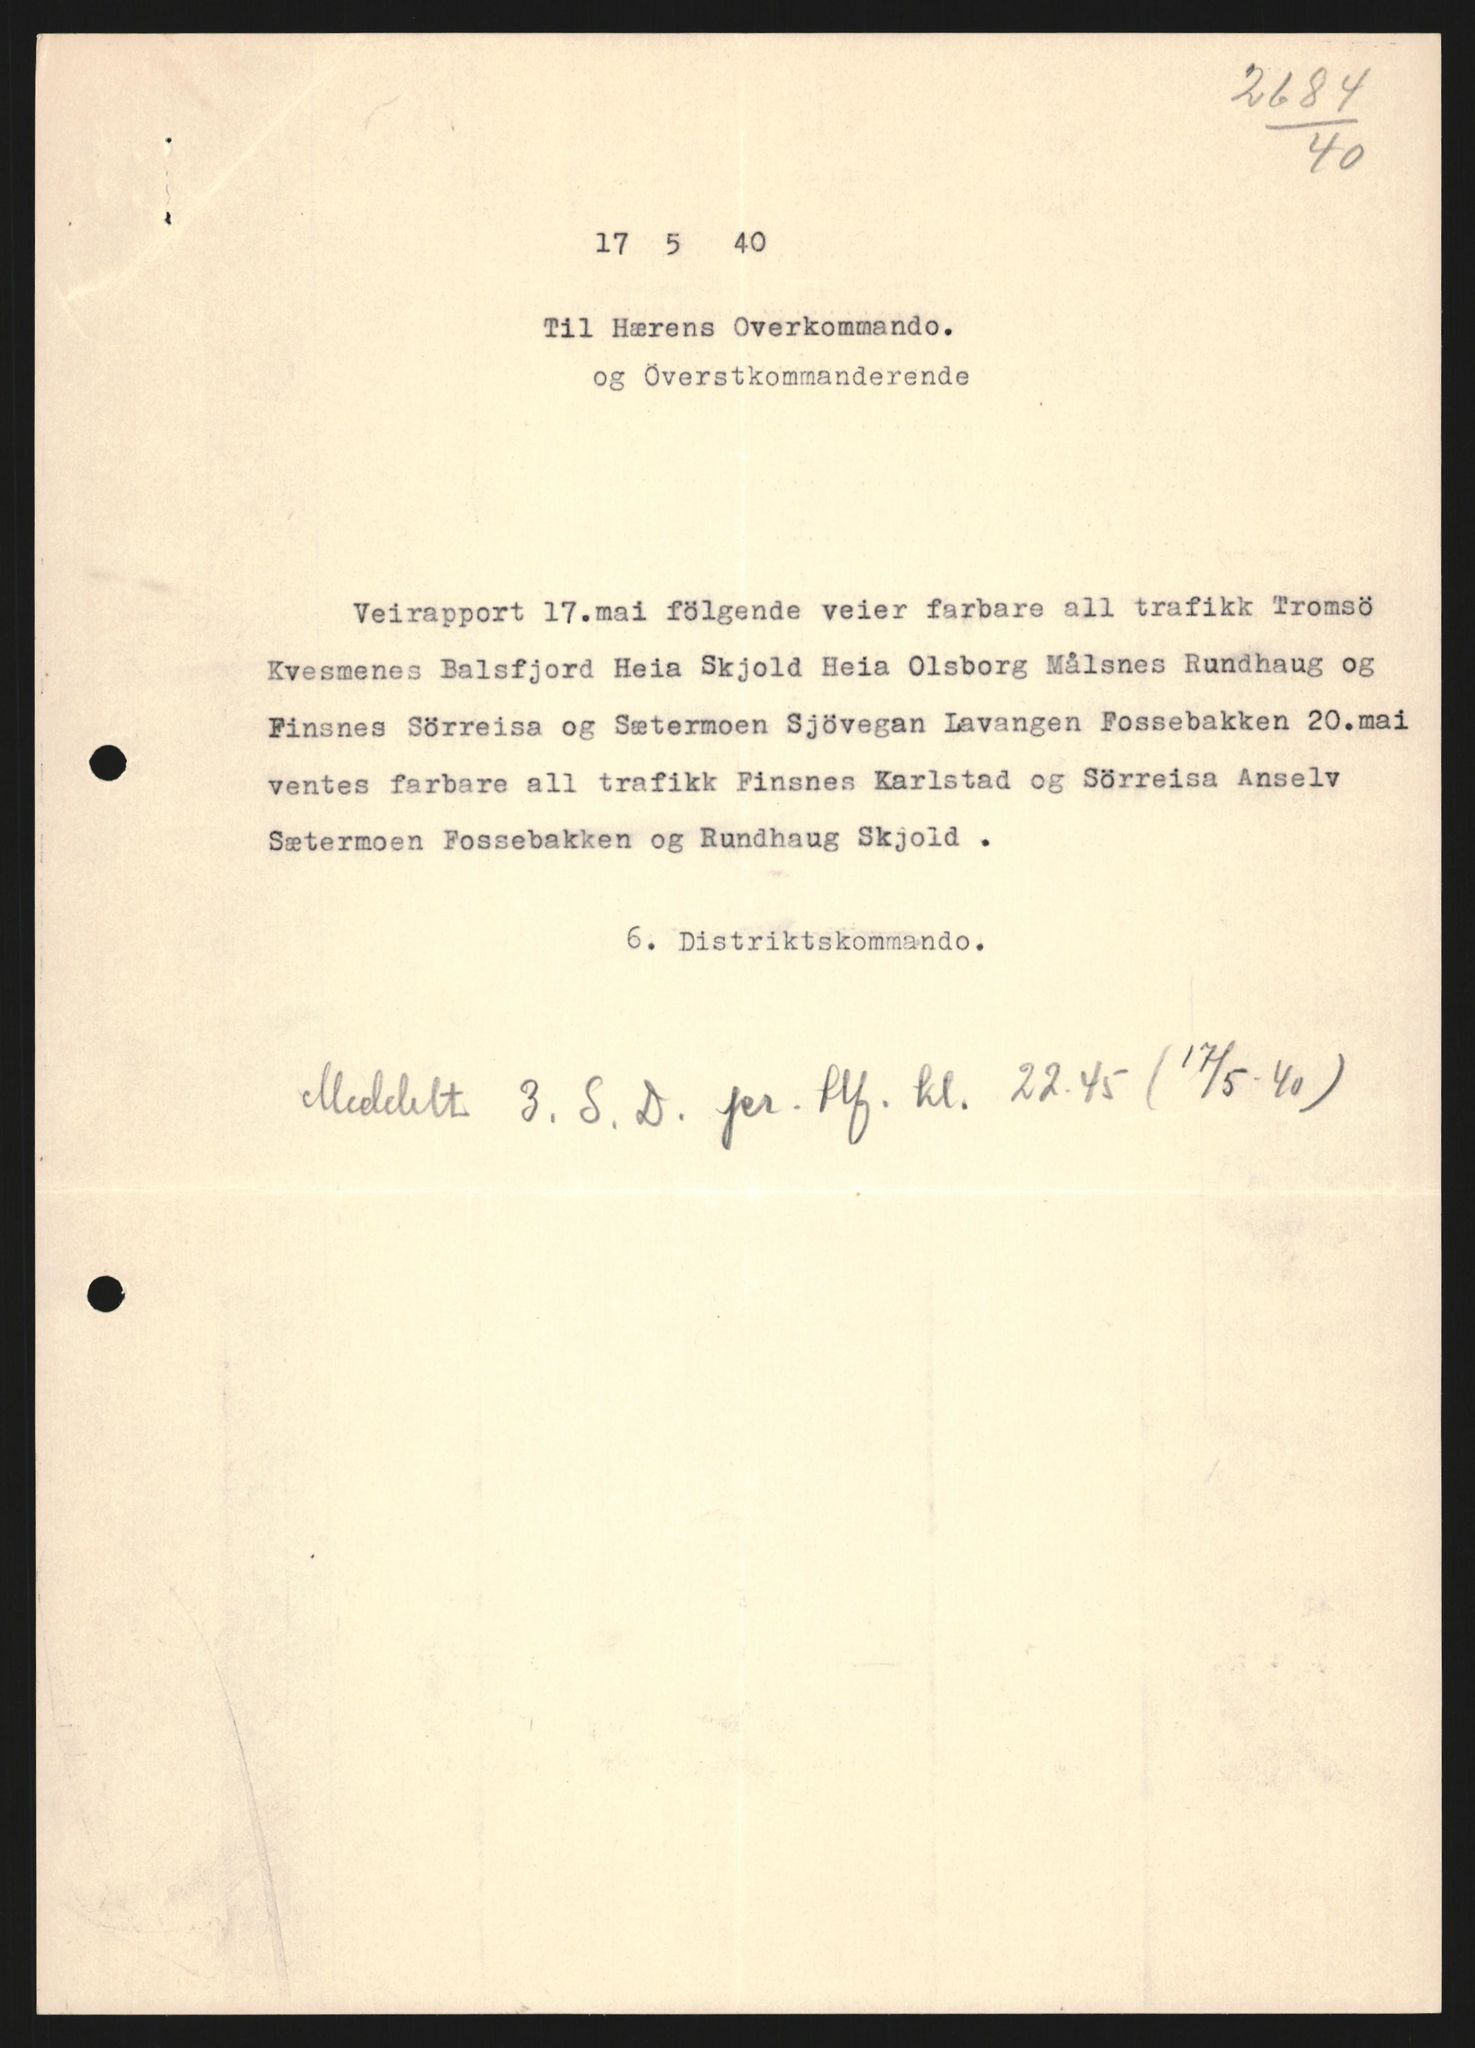 2684
40
17 5 40
Til Hærens Overkommando.
og Överstkommanderende
Veirapport 17.mai fölgende veier farbare all trafikk Tromsö
Kvesmenes Balsfjord Heia Skjold Heia Olsborg Målsnes Rundhaug og
Finsnes Sörreisa og Sætermoen Sjövegan Lavangen Fossebakken 20.mai
ventes farbare all trafikk Finsnes Karlstad og Sörreisa Anselv
Sætermoen Fossebakken og Rundhaug Skjold .
6. Distriktskommando.
Meddelt 3. S. D. per. tlf. kl. 22.45 (17/5-40)